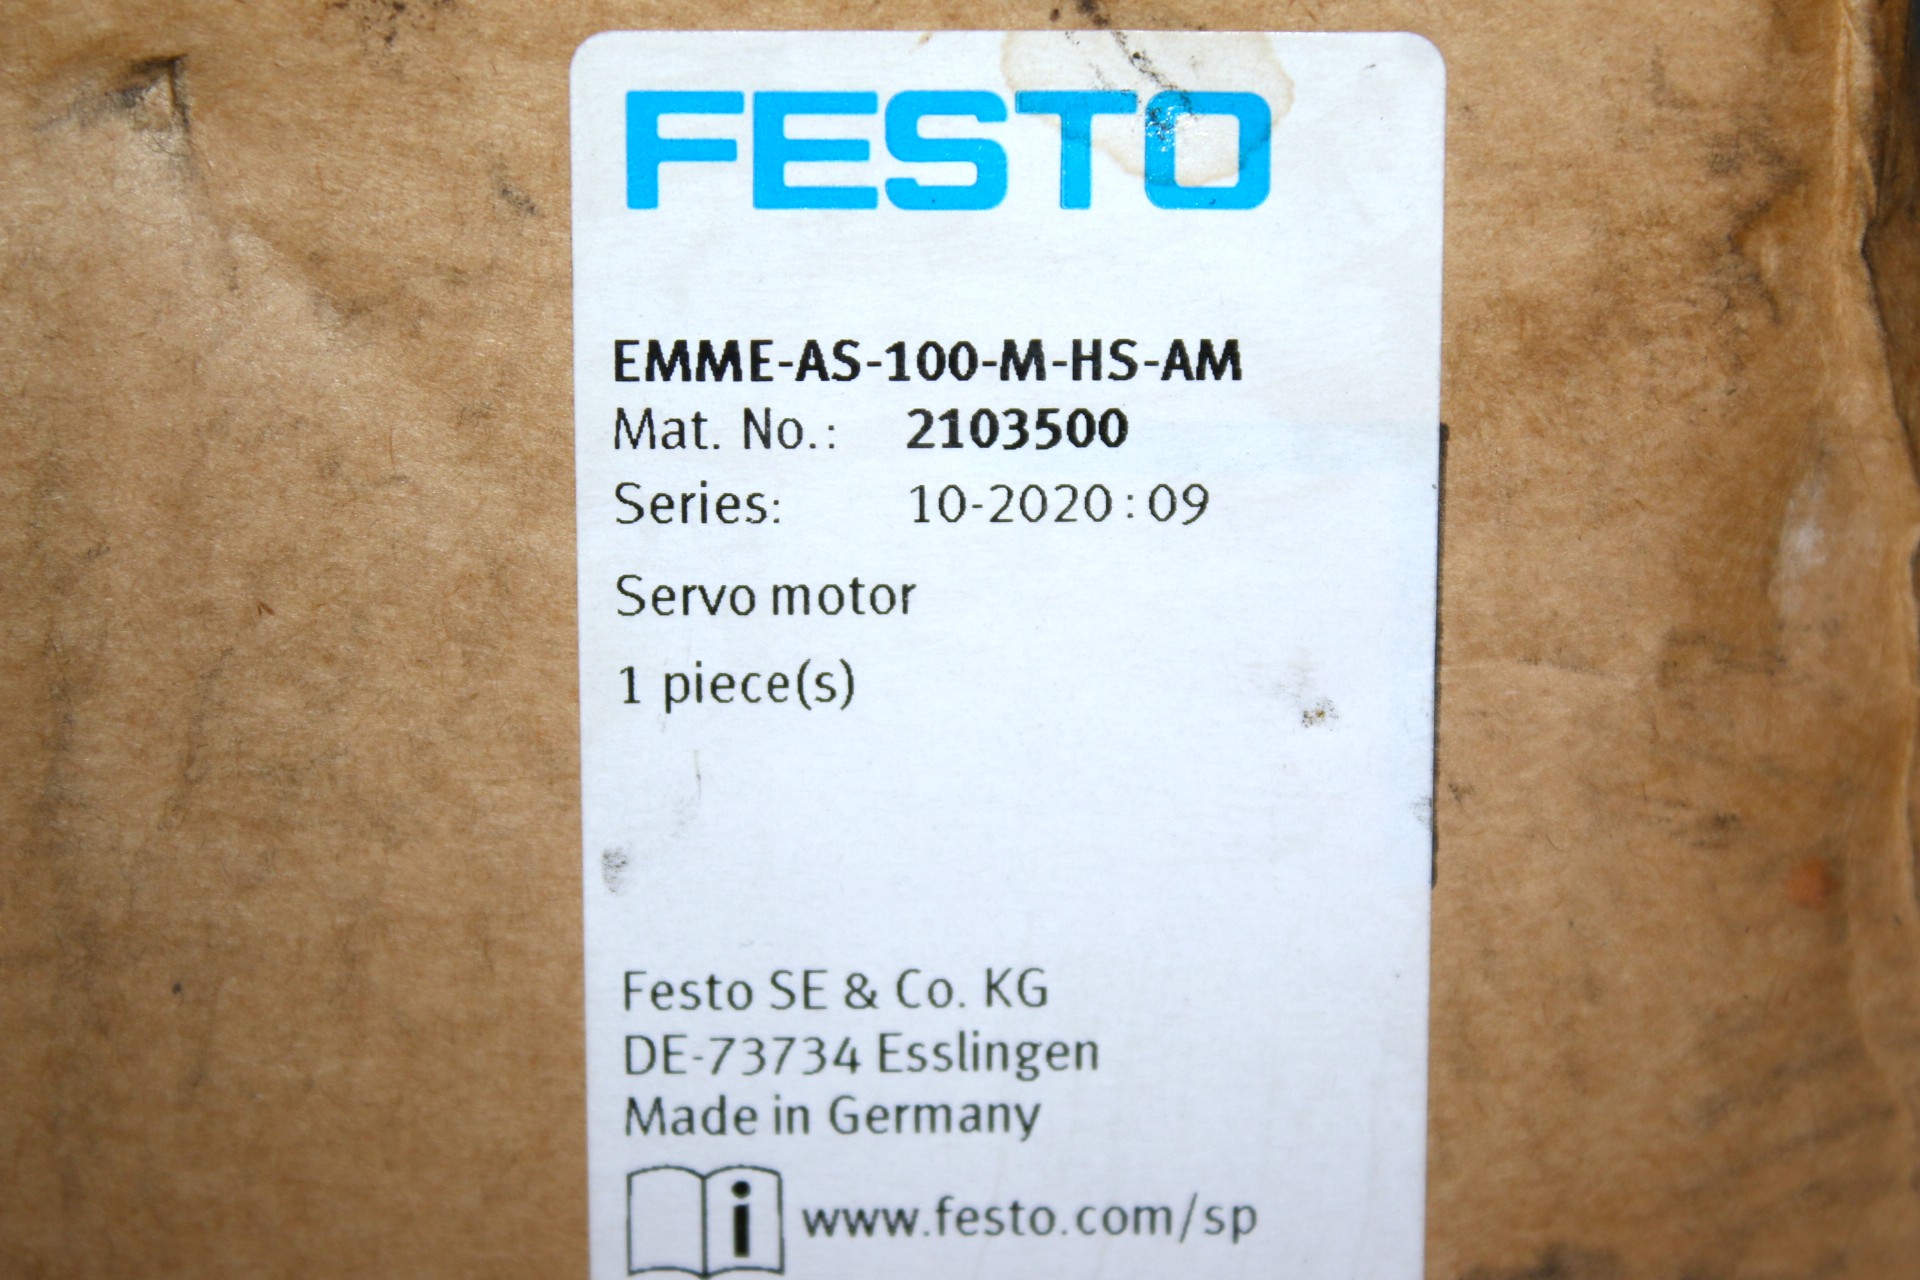 FESTO
EMME-AS-100-M-HS-AM
Mat. No.: 2103500
Series: 10-2020:09
Servo motor
1 piece(s)
Festo SE & Co. KG
DE-73734 Esslingen
Made in Germany
i www.festo.com/sp